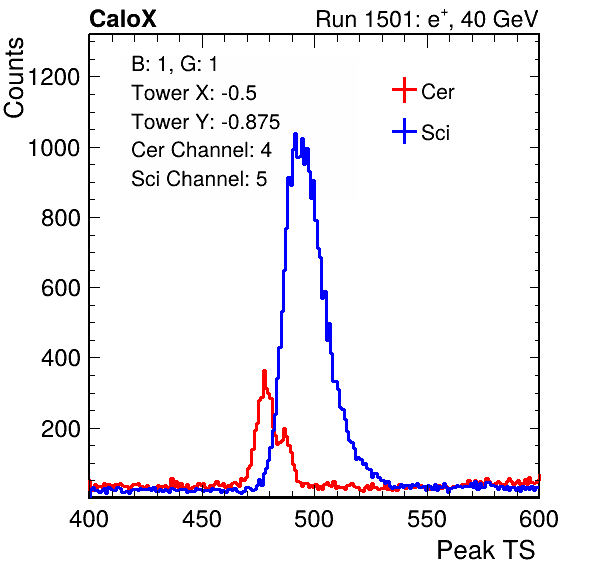 CaloX Run 1501: e+, 40 GeV
Counts
B: 1, G: 1
Tower X: -0.5
Tower Y: -0.875
Cer Channel: 4
Sci Channel: 5
Cer
Sci
1200
1000
800
600
400
200
400 450 500 550 600
Peak TS